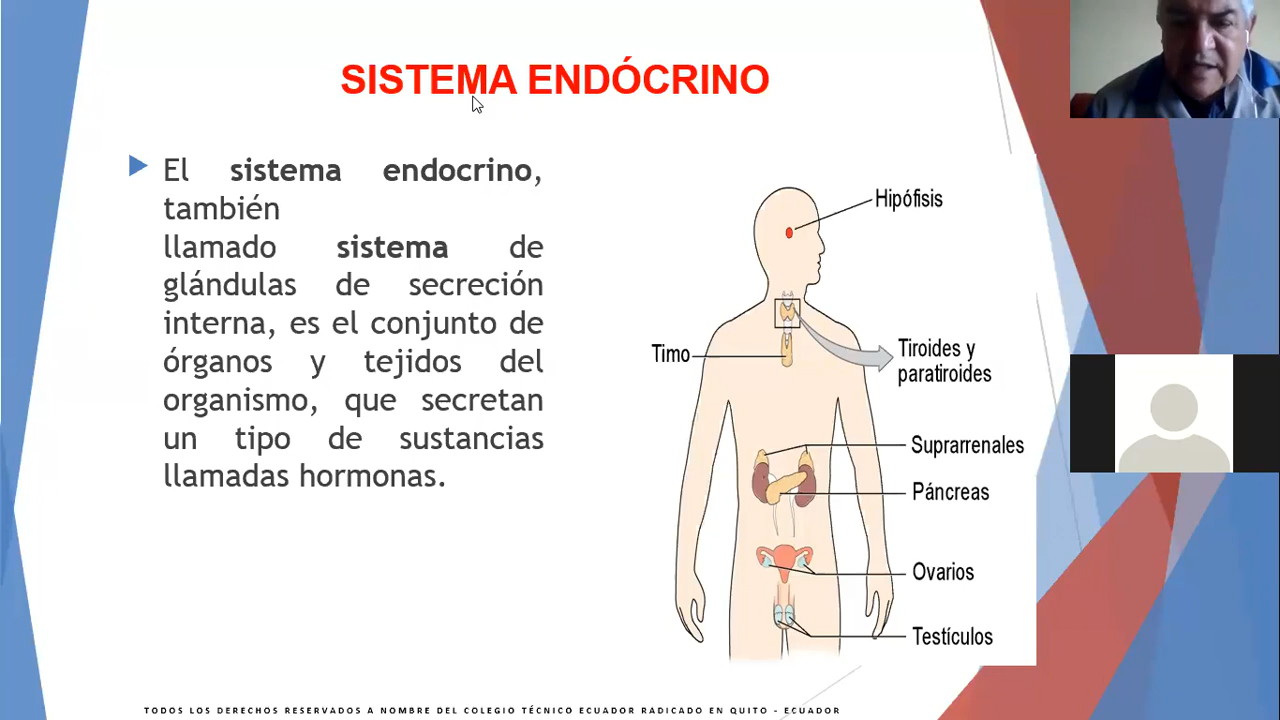 SISTEMA ENDÓCRINO
El sistema endocrino,
también
llamado sistema de
glándulas de secreción
interna, es el conjunto de
órganos y tejidos del
organismo, que secretan
un tipo de sustancias
llamadas hormonas.
Hipófisis
Timo
Tiroides y
paratiroides
Suprarrenales
Páncreas
Ovarios
Testículos
TODOS LOS DERECHOS RESERVADOS A NOMBRE DEL COLEGIO TÉCNICO ECUADOR RADICADO EN QUITO - ECUADOR